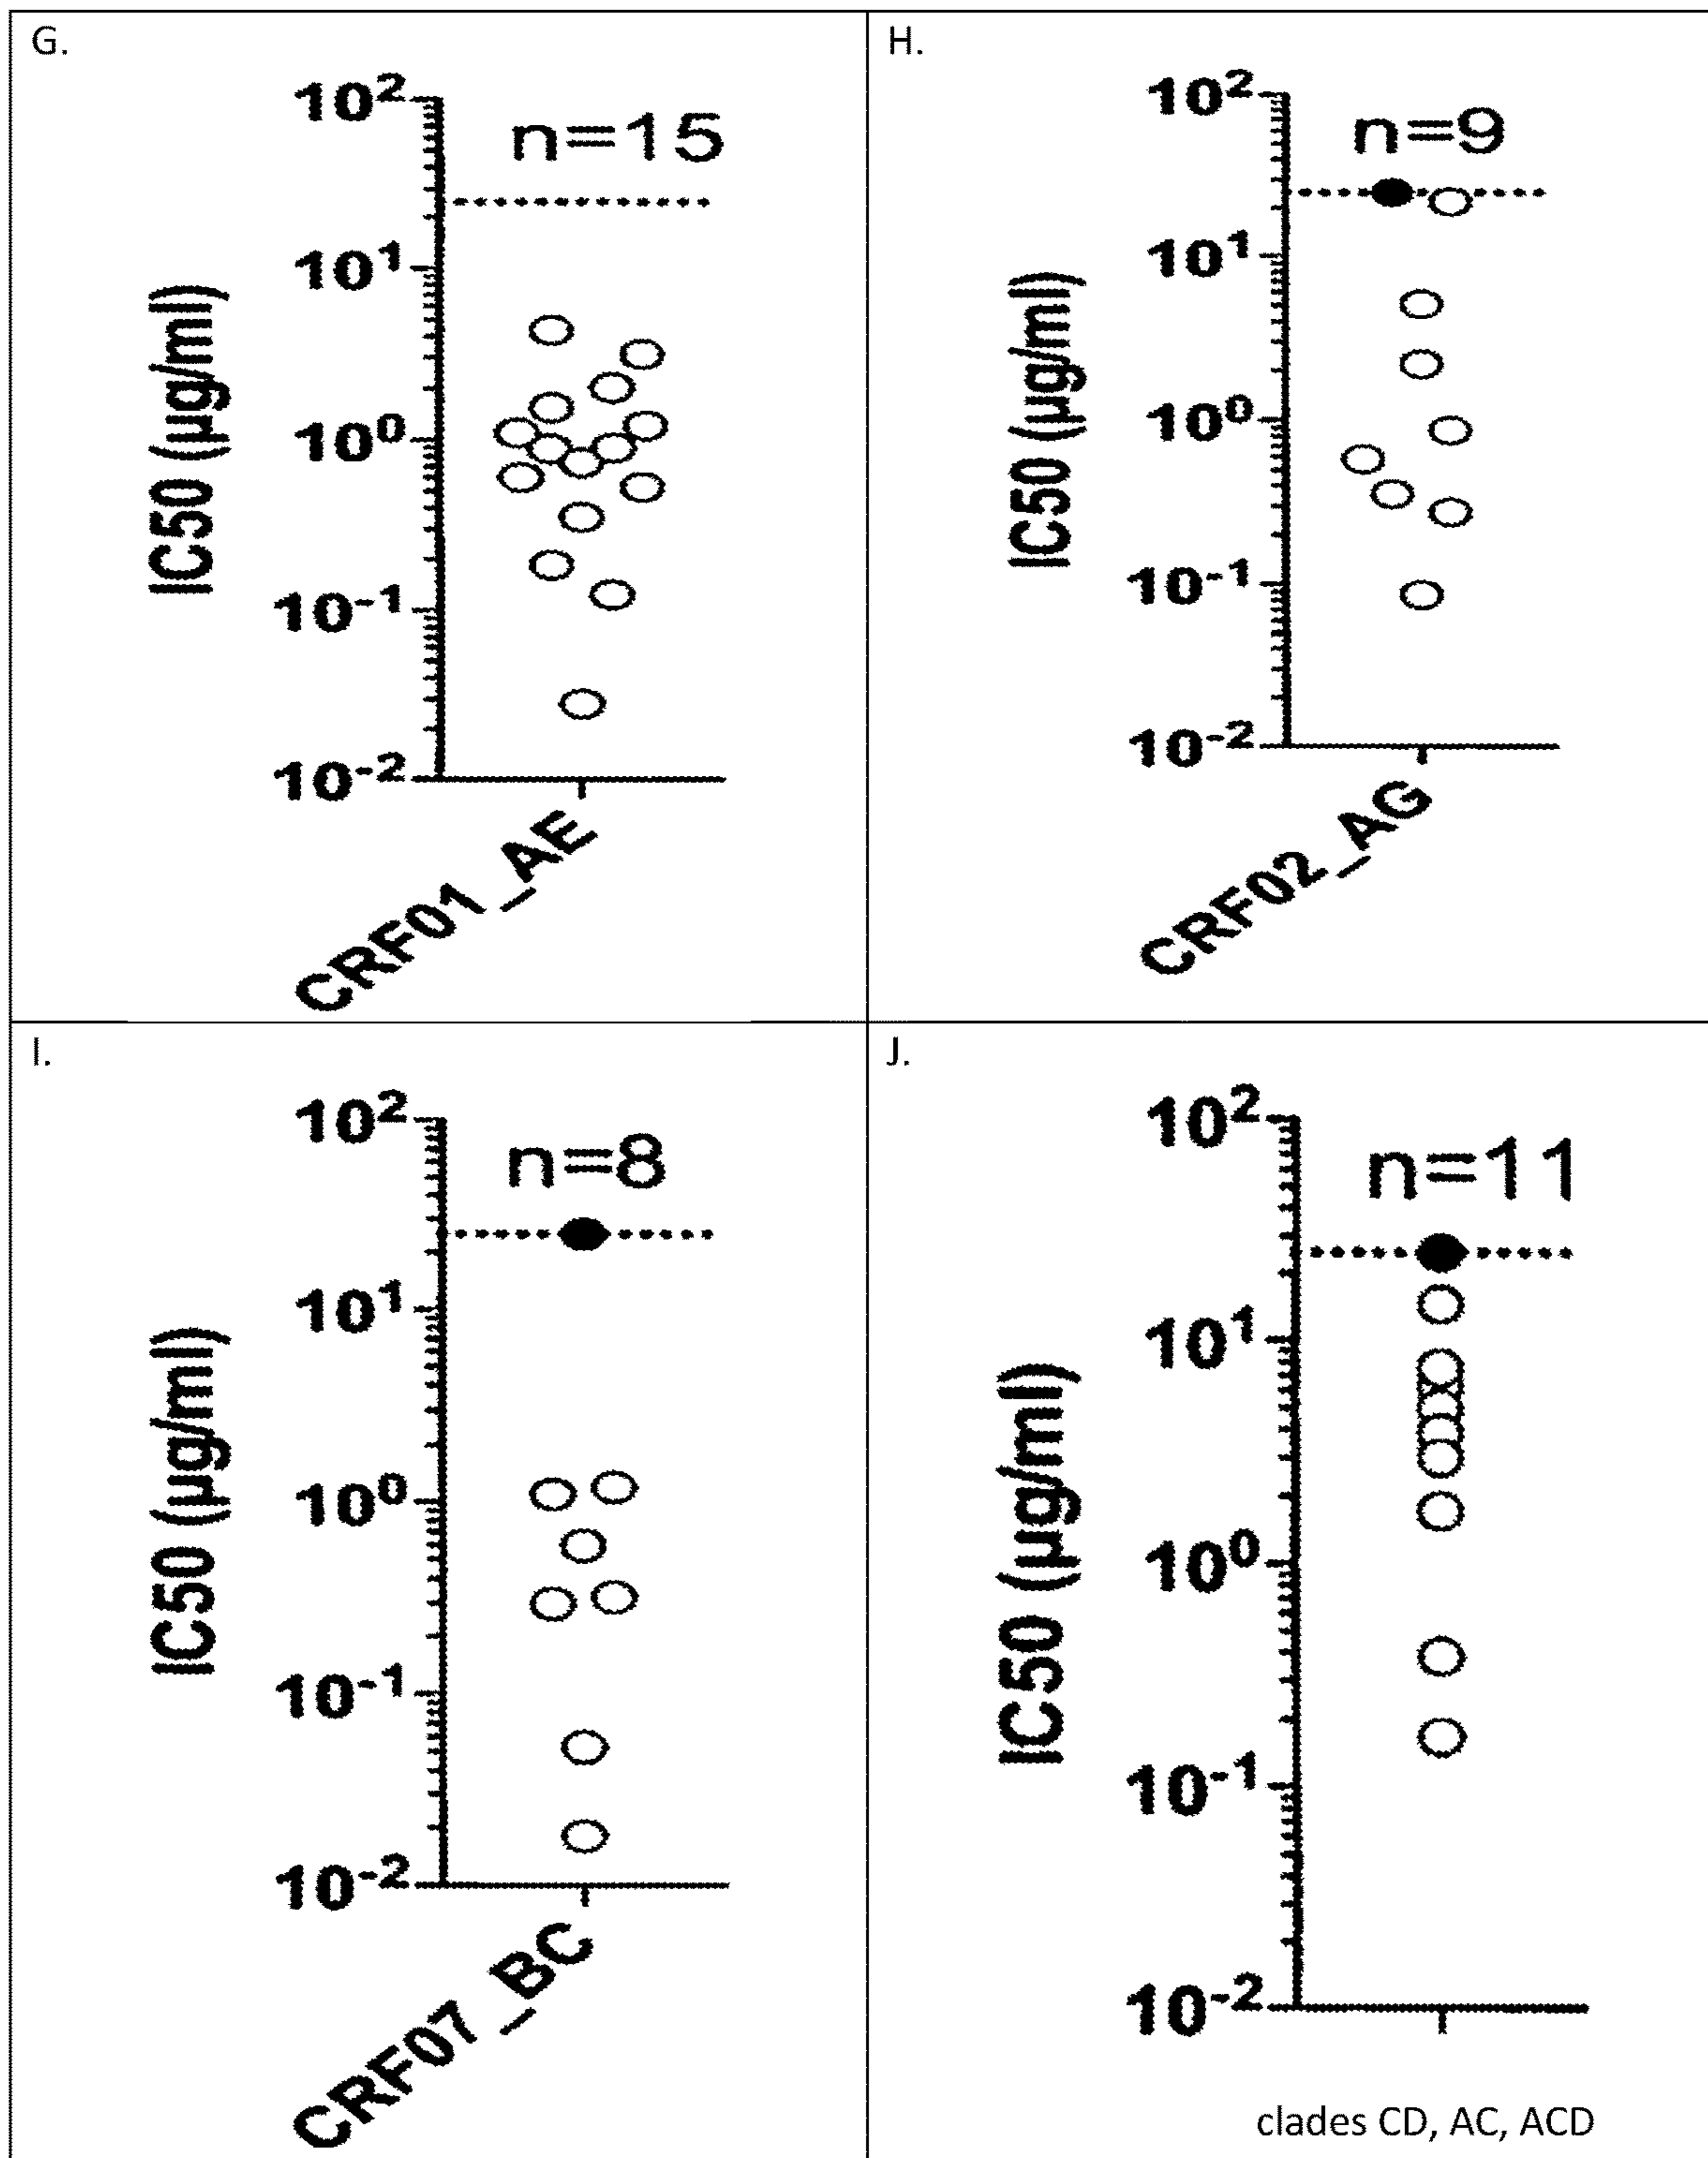 G.
10²
n=15
10¹
10⁰
10⁻¹
10⁻²
IC50 (µg/ml)
CRF01_AE
H.
10²
n=9
10¹
10⁰
10⁻¹
10⁻²
IC50 (µg/ml)
CRF02_AG
I.
10²
n=8
10¹
10⁰
10⁻¹
10⁻²
IC50 (µg/ml)
CRF07_BC
J.
10²
n=11
10¹
10⁰
10⁻¹
10⁻²
IC50 (µg/ml)
clades CD, AC, ACD